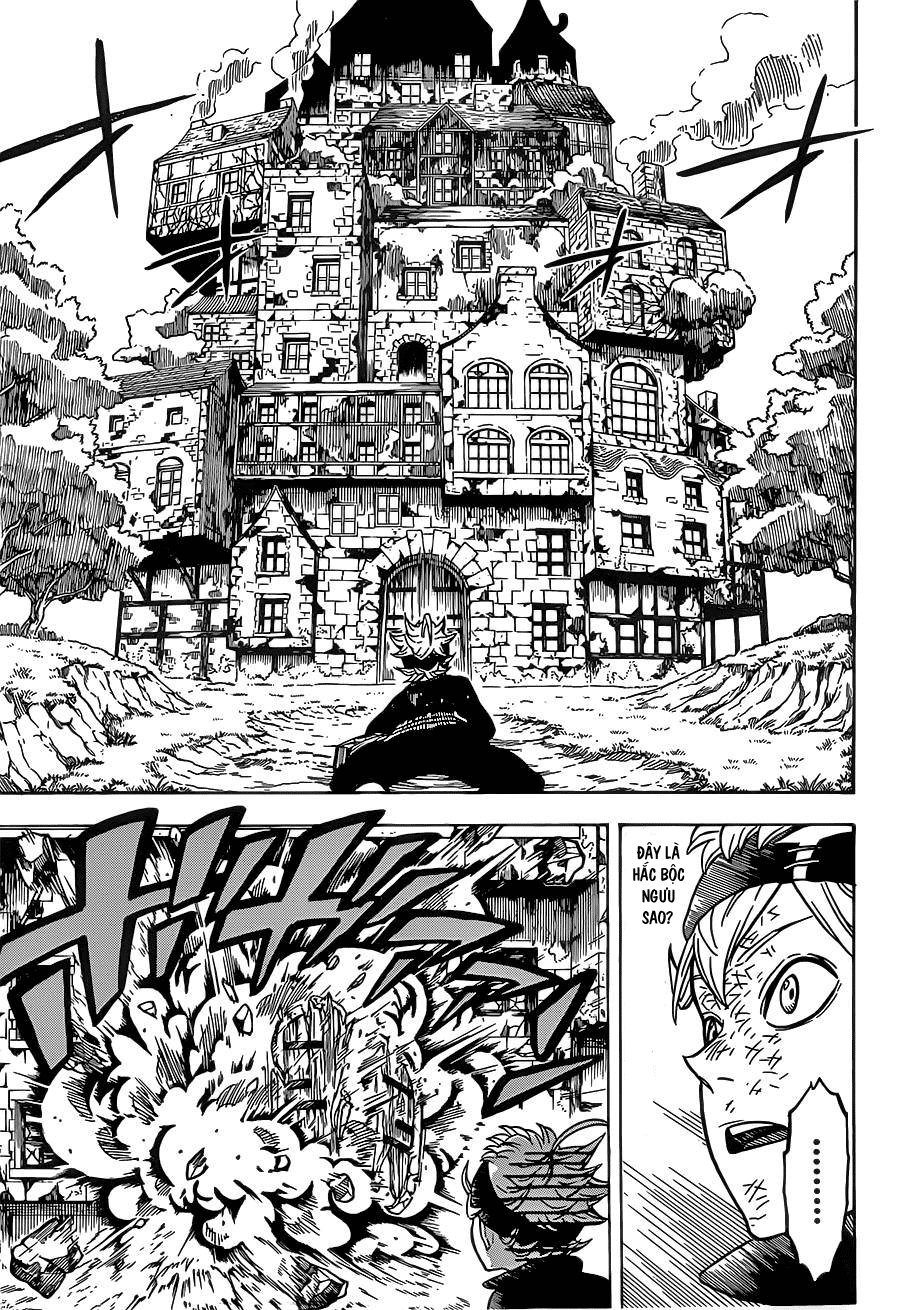 ĐÂY LÀ
HẮC BỘC
NGƯU
SAO?
.........